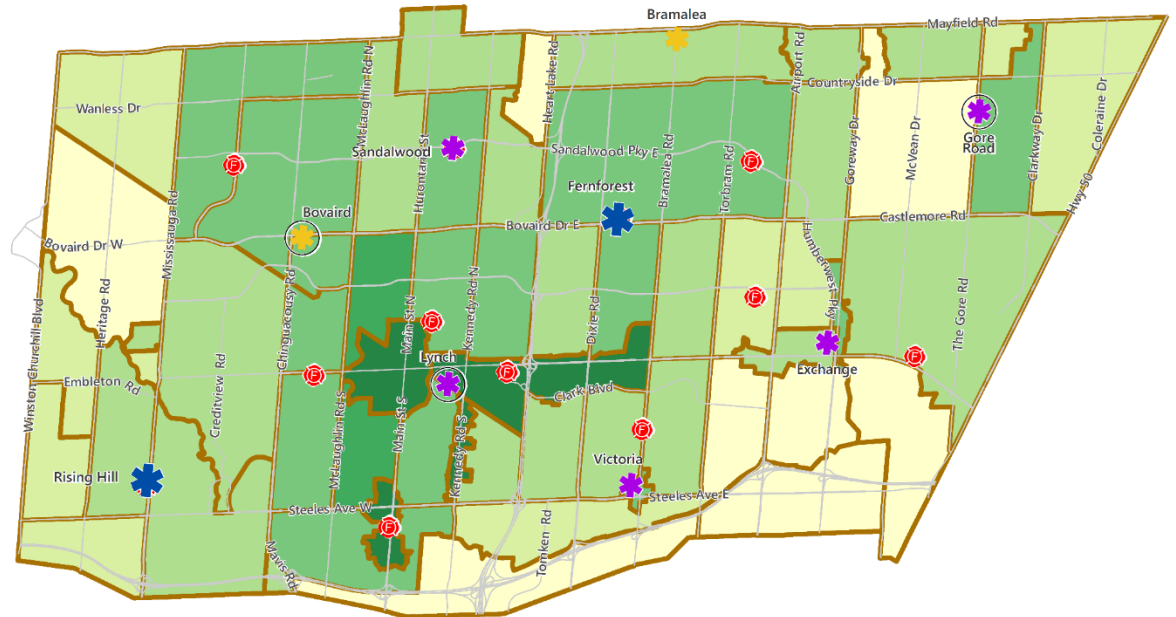 Bramalea
Mayfield Rd
McLaughlin Rd N
Heart Lake Rd
Airport Rd
Countryside Dr
Wanless Dr
Coleraine Dr
Hurontario St
Sandalwood
Sandalwood Pky E
Bramalea Rd
Torbram Rd
Goreway Dr
McVean Dr
Gore
Road
Clarkway Dr
Hwy 50
Fernforest
Mississauga Rd
Bovaird
Bovaird Dr E
Castlemore Rd
Bovaird Dr W
Humberwest Pky
Heritage Rd
Winston Churchill Blvd
Chinguacousy Rd
Main St N
Kennedy Rd N
Dixie Rd
The Gore Rd
Creditview Rd
Lynch
Exchange
Embleton Rd
Clark Blvd
McLaughlin Rd S
Main St S
Kennedy Rd S
Rising Hill
Victoria
Steeles Ave W
Steeles Ave E
Mavis Rd
Tomken Rd
F
F
F
F
F
F
F
F
F